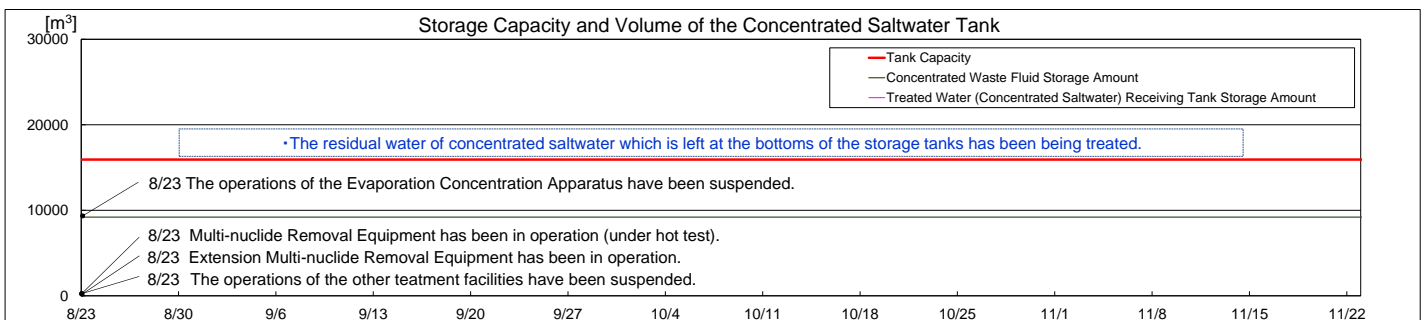 Storage Capacity and Volume of the Concentrated Saltwater Tank
[m³]
30000
Tank Capacity
Concentrated Waste Fluid Storage Amount
Treated Water (Concentrated Saltwater) Receiving Tank Storage Amount
20000
・The residual water of concentrated saltwater which is left at the bottoms of the storage tanks has been being treated.
8/23 The operations of the Evaporation Concentration Apparatus have been suspended.
10000
8/23 Multi-nuclide Removal Equipment has been in operation (under hot test).
8/23 Extension Multi-nuclide Removal Equipment has been in operation.
8/23 The operations of the other teatment facilities have been suspended.
0
8/23 8/30 9/6 9/13 9/20 9/27 10/4 10/11 10/18 10/25 11/1 11/8 11/15 11/22